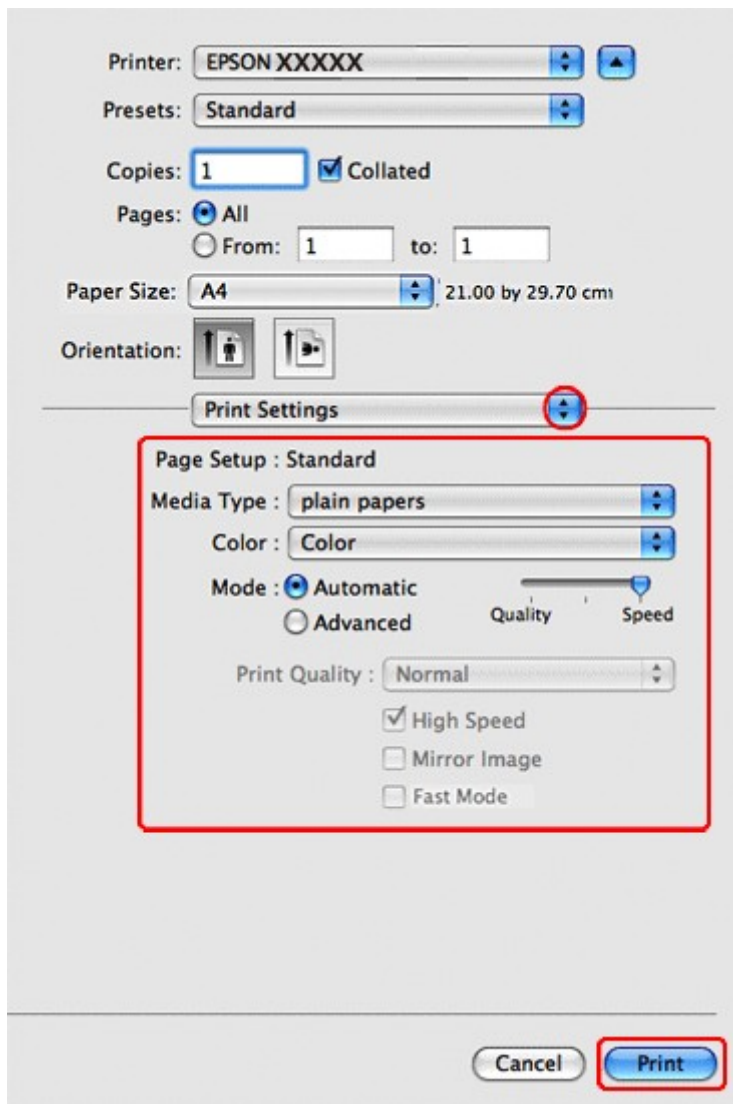 Printer: EPSON XXXXX
Presets: Standard
Copies: 1 Collated
Pages: All
From: 1 to: 1
Paper Size: A4 21.00 by 29.70 cm
Orientation:
Print Settings
Page Setup : Standard
Media Type : plain papers
Color : Color
Mode : Automatic
Advanced
Quality Speed
Print Quality : Normal
High Speed
Mirror Image
Fast Mode
Cancel Print